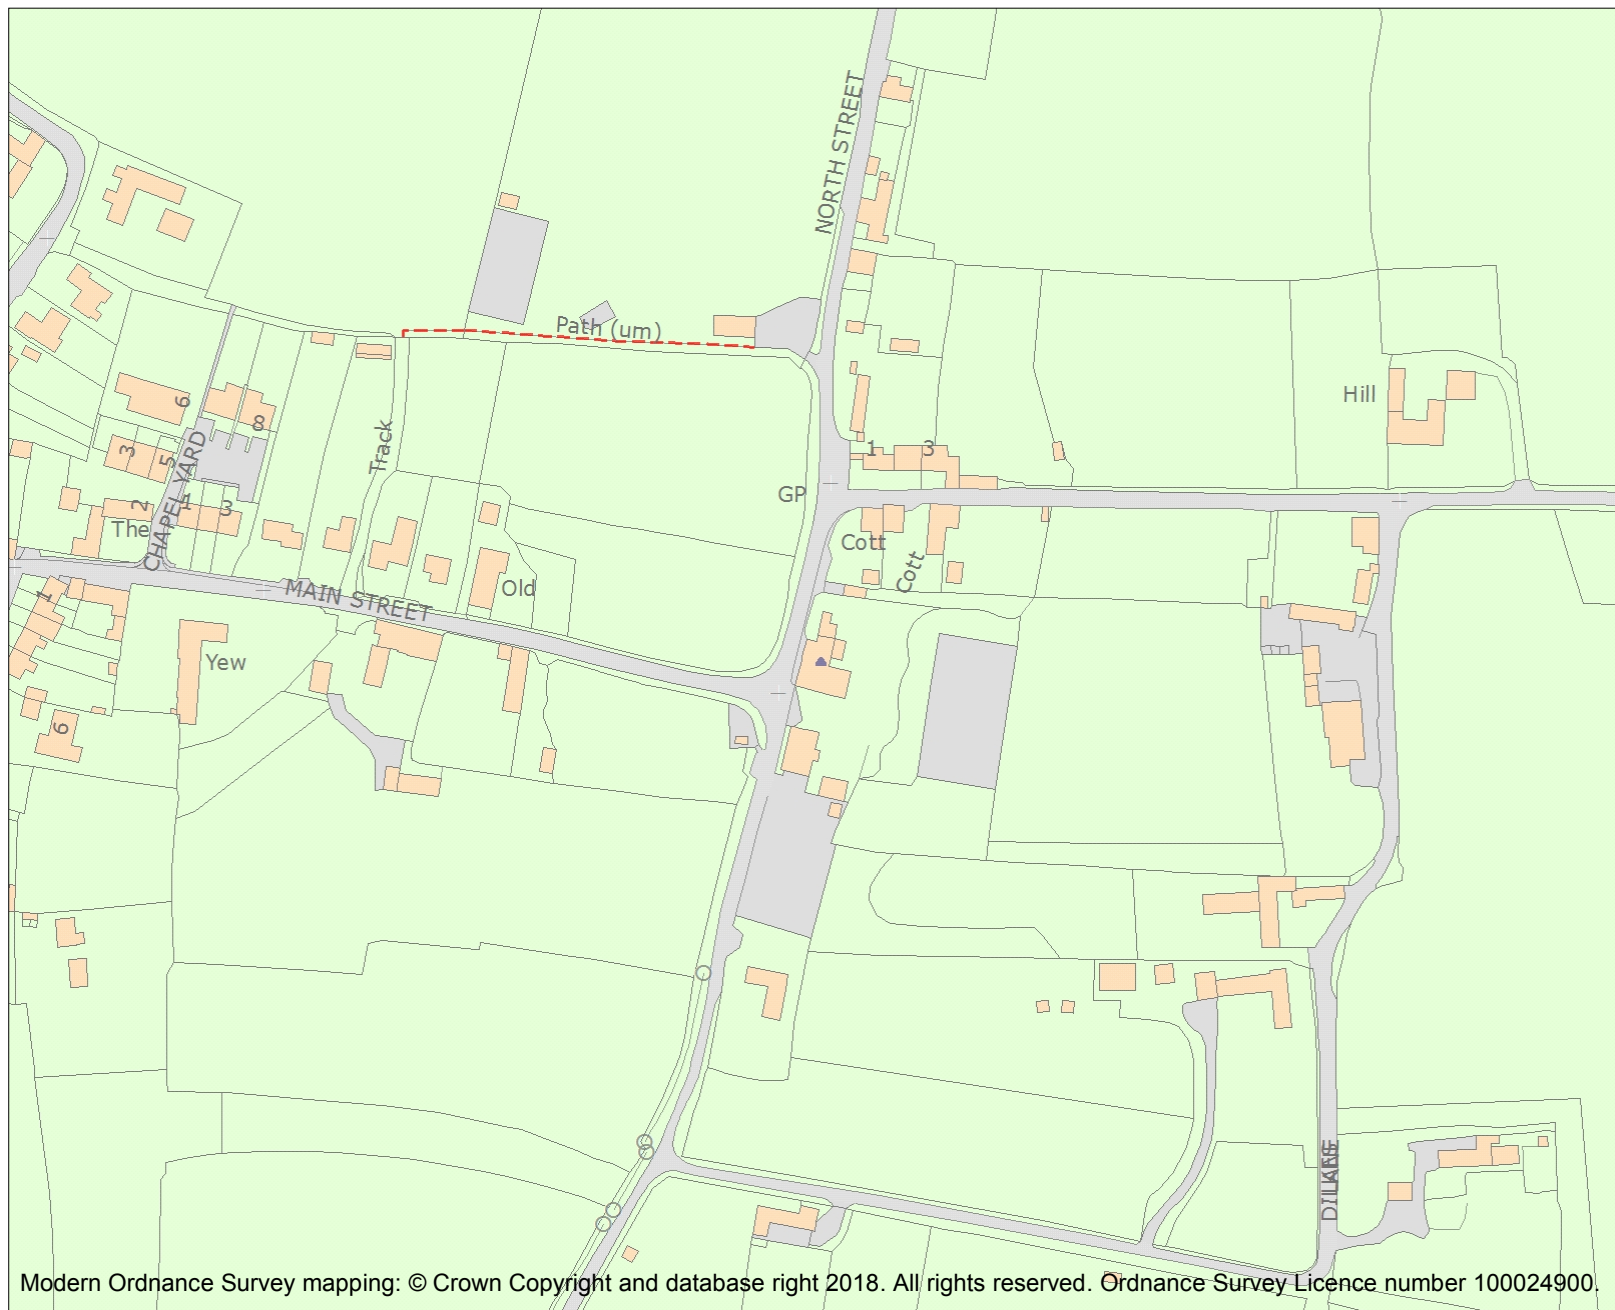 NORTH STREET
Path (um)
Hill
6
8
3
5
Track
CHAPEL YARD
1
3
GP
2
1
3
The
Cott
Cott
Old
MAIN STREET
1
Yew
6
Modern Ordnance Survey mapping: © Crown Copyright and database right 2018. All rights reserved. Ordnance Survey Licence number 100024900.